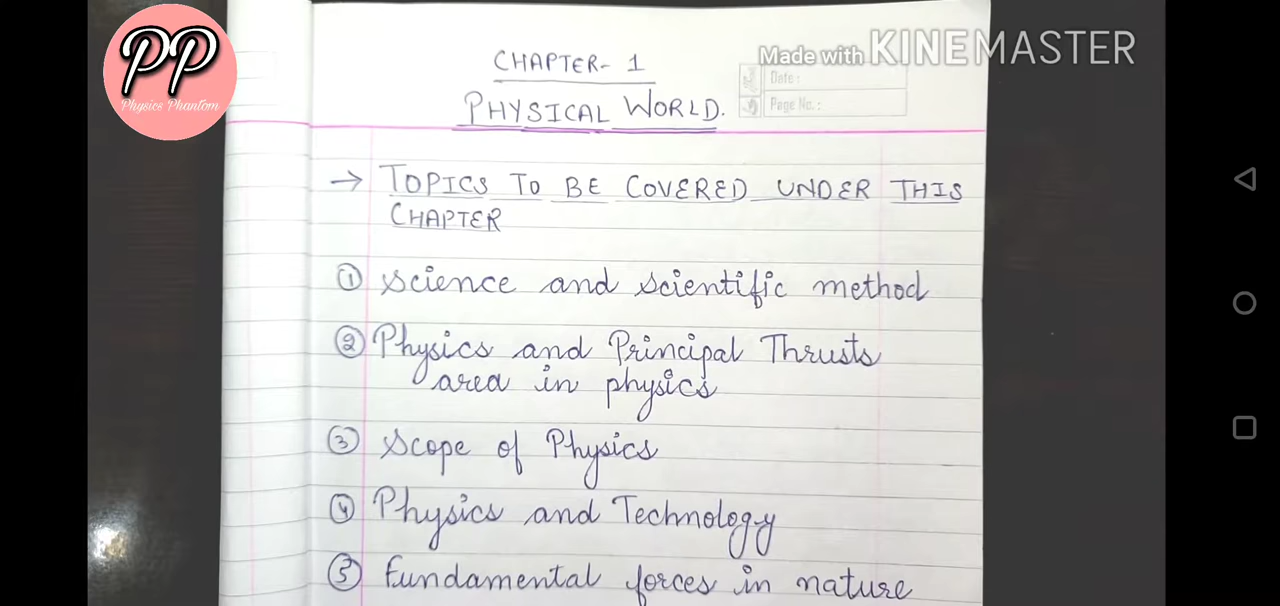 PP
Physics Phantom
Made with KINEMASTER
CHAPTER- 1
Date :
PHYSICAL WORLD.
Page No. :
→ TOPICS TO BE COVERED UNDER THIS
CHAPTER
① Science and scientific method
② Physics and Principal Thrusts
area in physics
③ Scope of Physics
④ Physics and Technology
⑤ Fundamental forces in nature